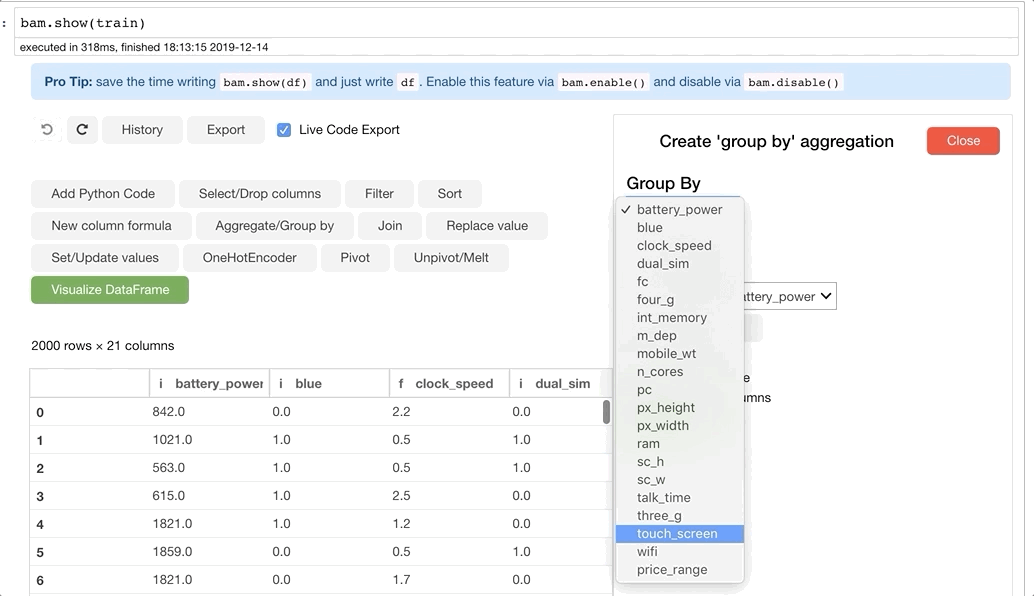 : bam.show(train)
executed in 318ms, finished 18:13:15 2019-12-14
Pro Tip: save the time writing bam.show(df) and just write df . Enable this feature via bam.enable() and disable via bam.disable()
History Export Live Code Export
Create 'group by' aggregation Close
Add Python Code Select/Drop columns Filter Sort
New column formula Aggregate/Group by Join Replace value
Set/Update values OneHotEncoder Pivot Unpivot/Melt
Visualize DataFrame
2000 rows × 21 columns
i battery_power i blue f clock_speed i dual_sim
0 842.0 0.0 2.2 0.0
1 1021.0 1.0 0.5 1.0
2 563.0 1.0 0.5 1.0
3 615.0 1.0 2.5 0.0
4 1821.0 1.0 1.2 0.0
5 1859.0 0.0 0.5 1.0
6 1821.0 0.0 1.7 0.0
Group By
✓ battery_power
blue
clock_speed
dual_sim
fc
four_g
int_memory
m_dep
mobile_wt
n_cores
pc
px_height
px_width
ram
sc_h
sc_w
talk_time
three_g
touch_screen
wifi
price_range
attery_power
e
umns